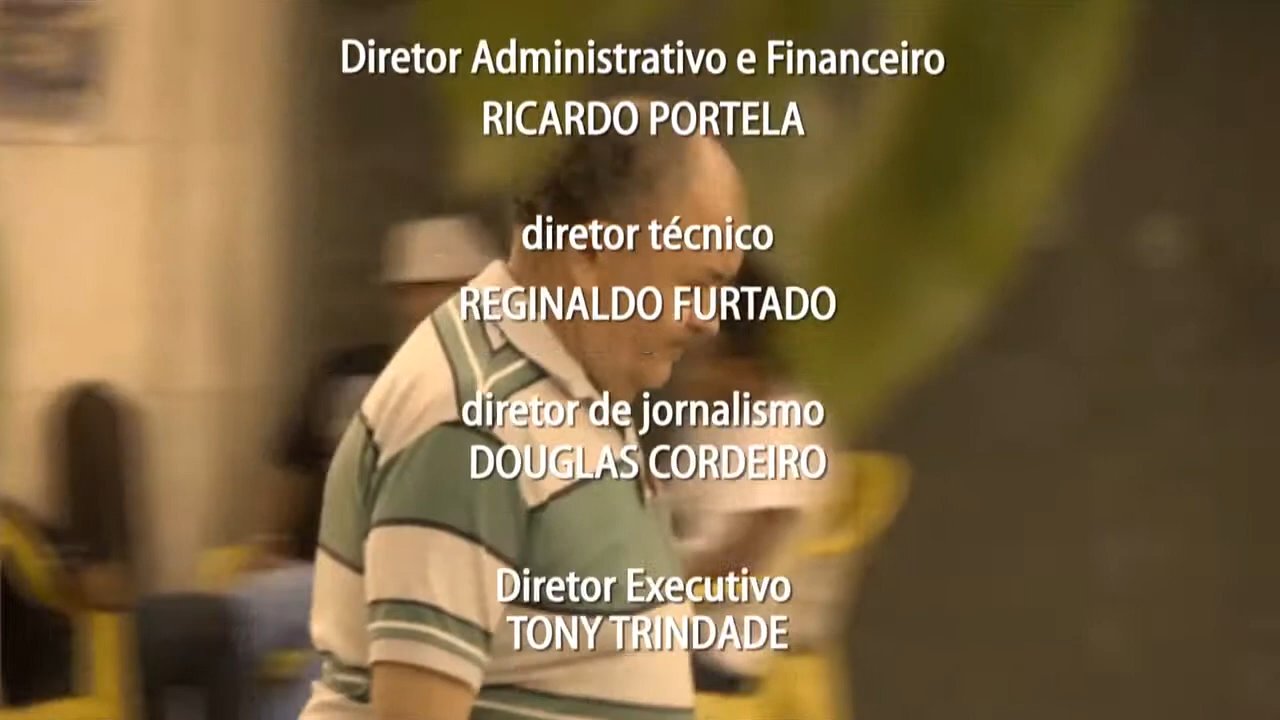 Diretor Administrativo e Financeiro
RICARDO PORTELA
diretor técnico
REGINALDO FURTADO
diretor de jornalismo
DOUGLAS CORDEIRO
Diretor Executivo
TONY TRINDADE